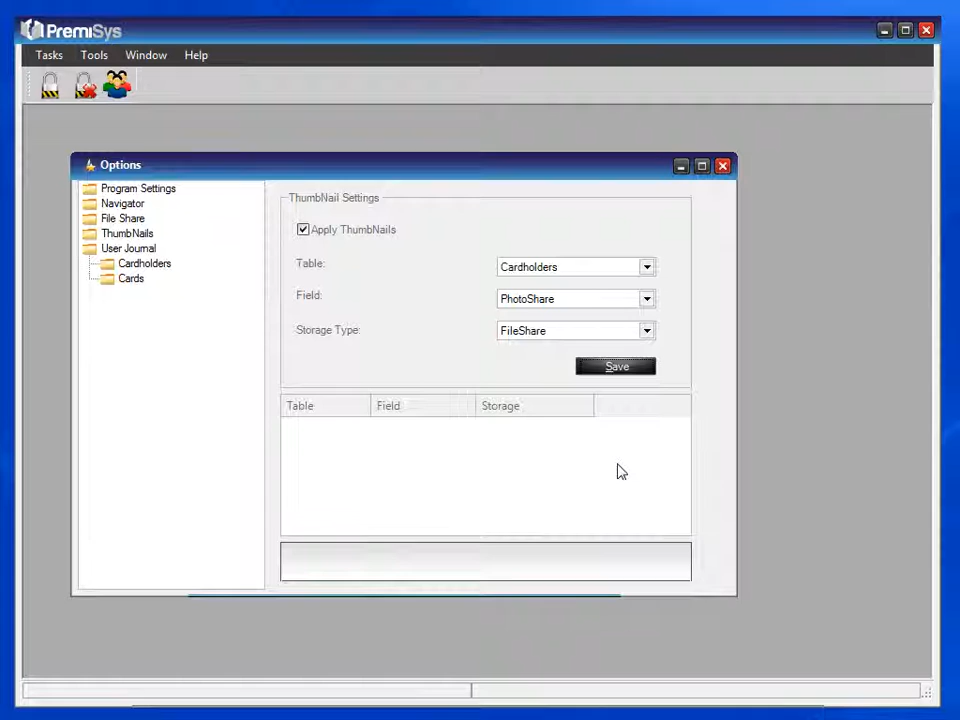 PremiSys
Tasks Tools Window Help
Options
Program Settings
Navigator
File Share
ThumbNails
User Journal
Cardholders
Cards
ThumbNail Settings
Apply ThumbNails
Table: Cardholders
Field: PhotoShare
Storage Type: FileShare
Save
Table Field Storage